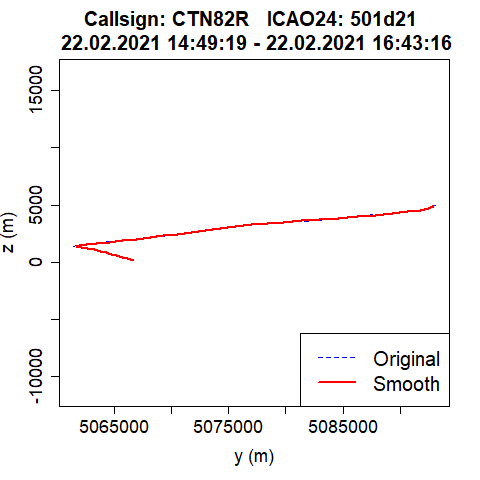 Callsign: CTN82R   ICAO24: 501d21
22.02.2021 14:49:19 - 22.02.2021 16:43:16
z (m)
15000
5000
0
-10000
Original
Smooth
5065000
5075000
5085000
y (m)